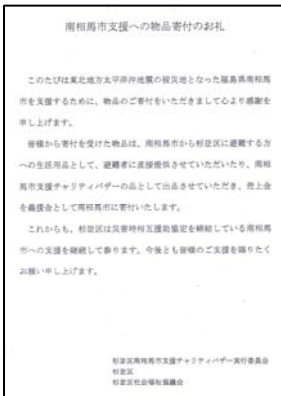 南相馬市支援への物品寄付のお礼
このたびは東北地方太平洋沖地震の被災地となった福島県南相馬
市を支援するために、物品のご寄付をいただきまして心より感謝を
申し上げます。
皆様から寄付を受けた物品は、南相馬市から杉並区に避難する方
への生活用品として、避難者に直接提供させていただいたり、南相
馬市支援チャリティバザーの品として出品させていただき、売上金
を義援金として南相馬市に寄付いたします。
これからも、杉並区は災害時相互援助協定を締結している南相馬
市への支援を継続して参ります。今後とも皆様のご支援を賜りたく
お願い申し上げます。
杉並区南相馬市支援チャリティバザー実行委員会
杉並区
杉並区社会福祉協議会